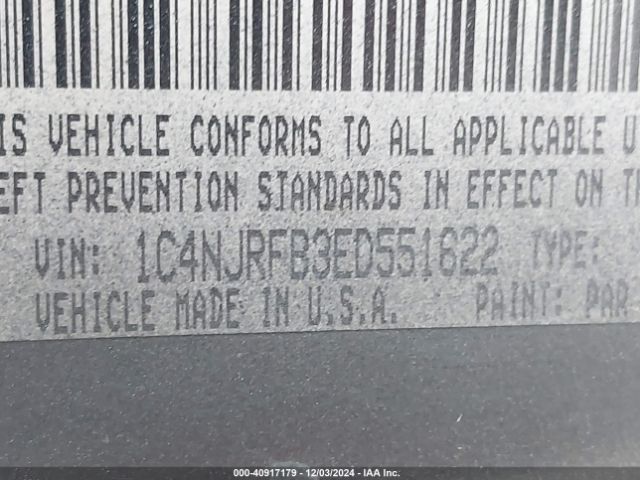 IS VEHICLE CONFORMS TO ALL APPLICABLE U
EFT PREVENTION STANDARDS IN EFFECT ON T
VIN: 1C4NJRFB3ED551622 TYPE:
VEHICLE MADE IN U.S.A. PAINT: PAR
000-40917179 - 12/03/2024 - IAA Inc.